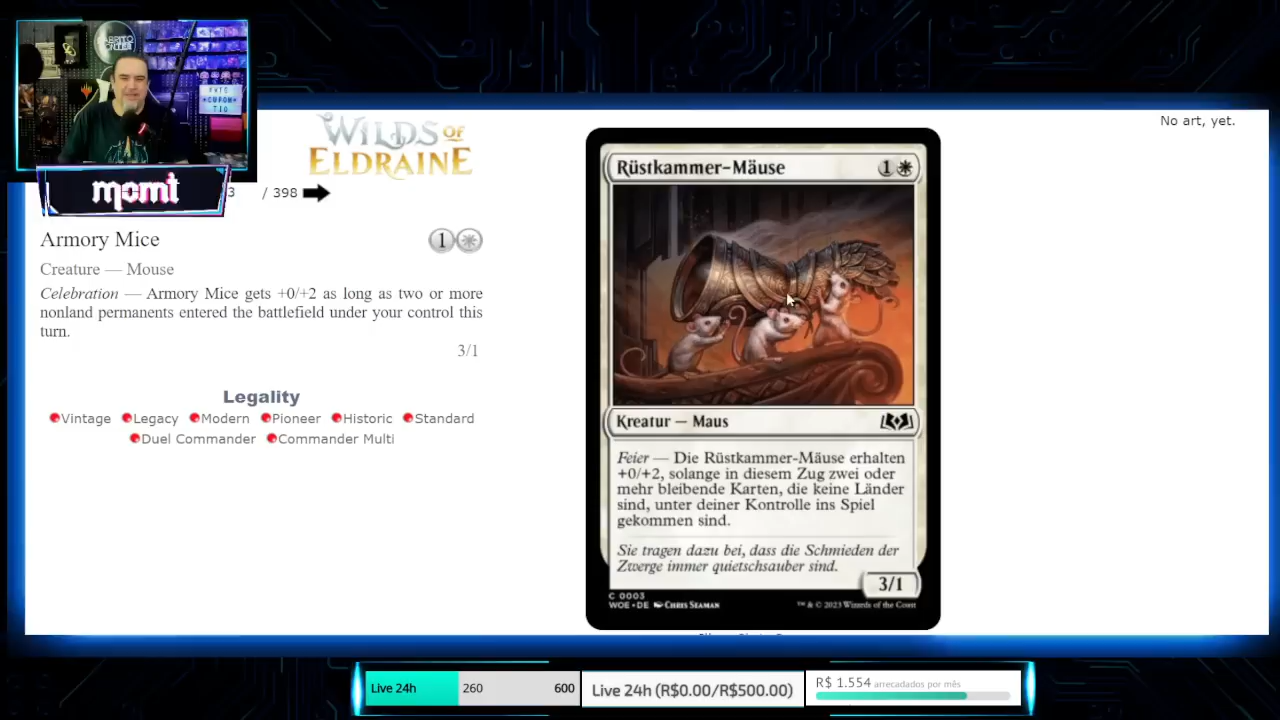 mcmt
WILDS OF
ELDRAINE
3 / 398
Armory Mice
1
Creature — Mouse
Celebration — Armory Mice gets +0/+2 as long as two or more
nonland permanents entered the battlefield under your control this
turn.
3/1
Legality
Vintage Legacy Modern Pioneer Historic Standard
Duel Commander Commander Multi
Rüstkammer-Mäuse 1
Kreatur — Maus
Feier — Die Rüstkammer-Mäuse erhalten
+0/+2, solange in diesem Zug zwei oder
mehr bleibende Karten, die keine Länder
sind, unter deiner Kontrolle ins Spiel
gekommen sind.
Sie tragen dazu bei, dass die Schmieden der
Zwerge immer quietschsauber sind.
3/1
C 0003
WOE • DE Chris Seaman
™ & © 2023 Wizards of the Coast
No art, yet.
Live 24h 260 600
Live 24h (R$0.00/R$500.00)
R$ 1.554 arrecadados por mês